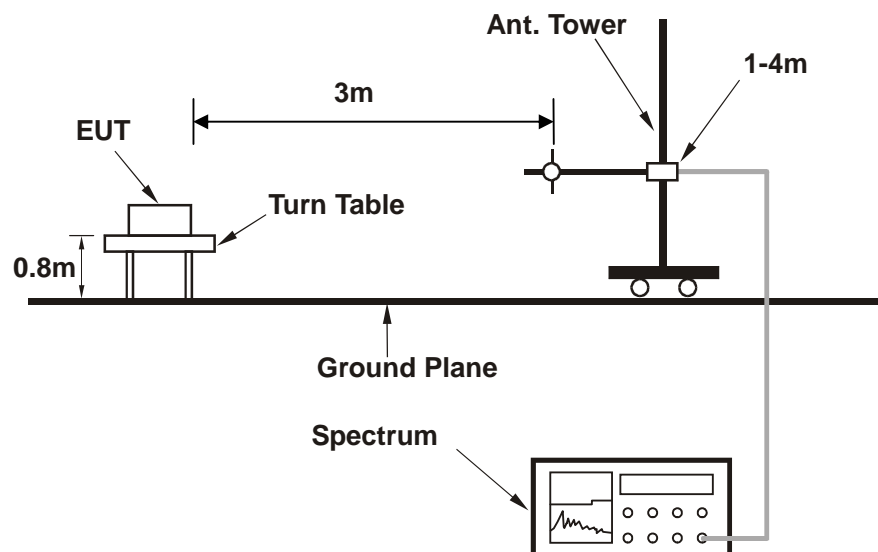 Ant. Tower
1-4m
3m
EUT
Turn Table
0.8m
Ground Plane
Spectrum